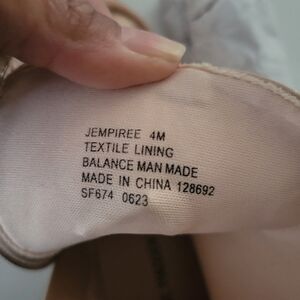 JEMPIREE 4M
TEXTILE LINING
BALANCE MAN MADE
MADE IN CHINA 128692
SF674 0623